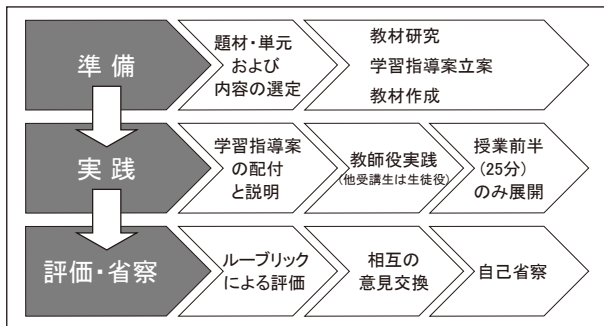 準備
題材・単元
および
内容の選定
教材研究
学習指導案立案
教材作成
実践
学習指導案
の配付
と説明
教師役実践
(他受講生は生徒役)
授業前半
(25分)
のみ展開
評価・省察
ルーブリック
による評価
相互の
意見交換
自己省察